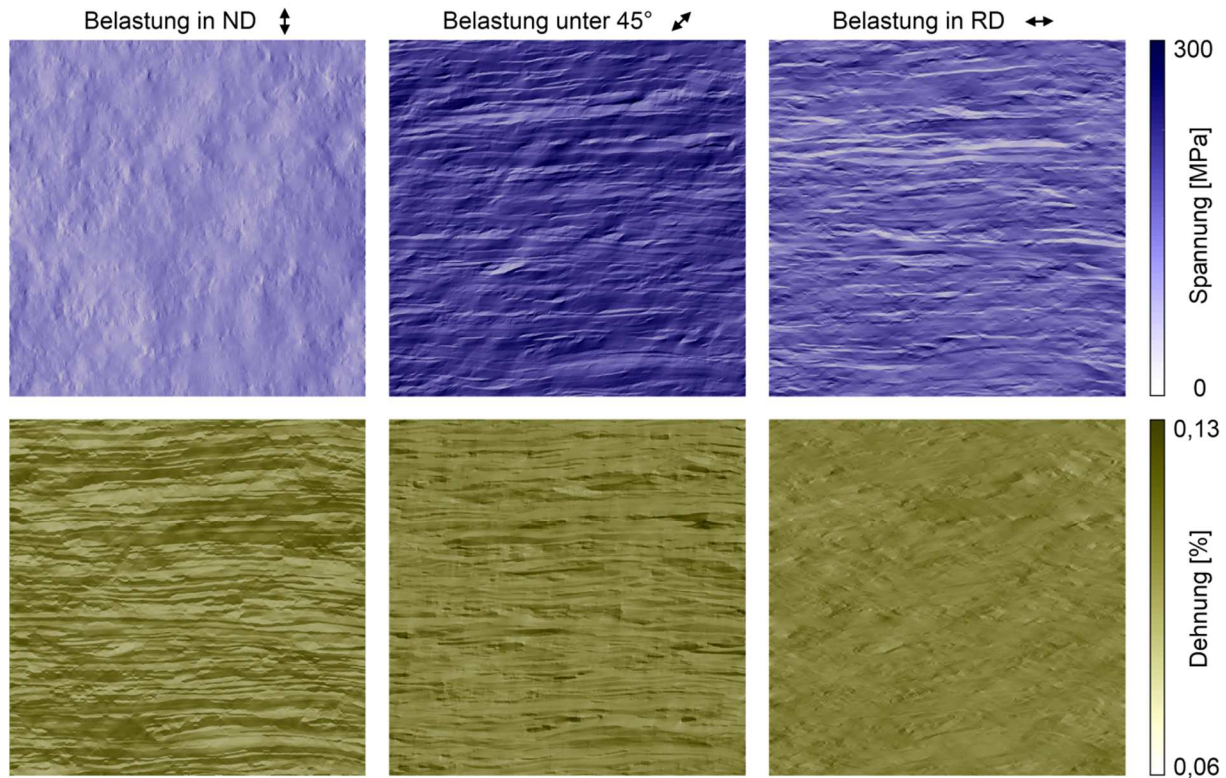 Belastung in ND
Belastung unter 45°
Belastung in RD
300
Spannung [MPa]
0
0,13
Dehnung [%]
0,06